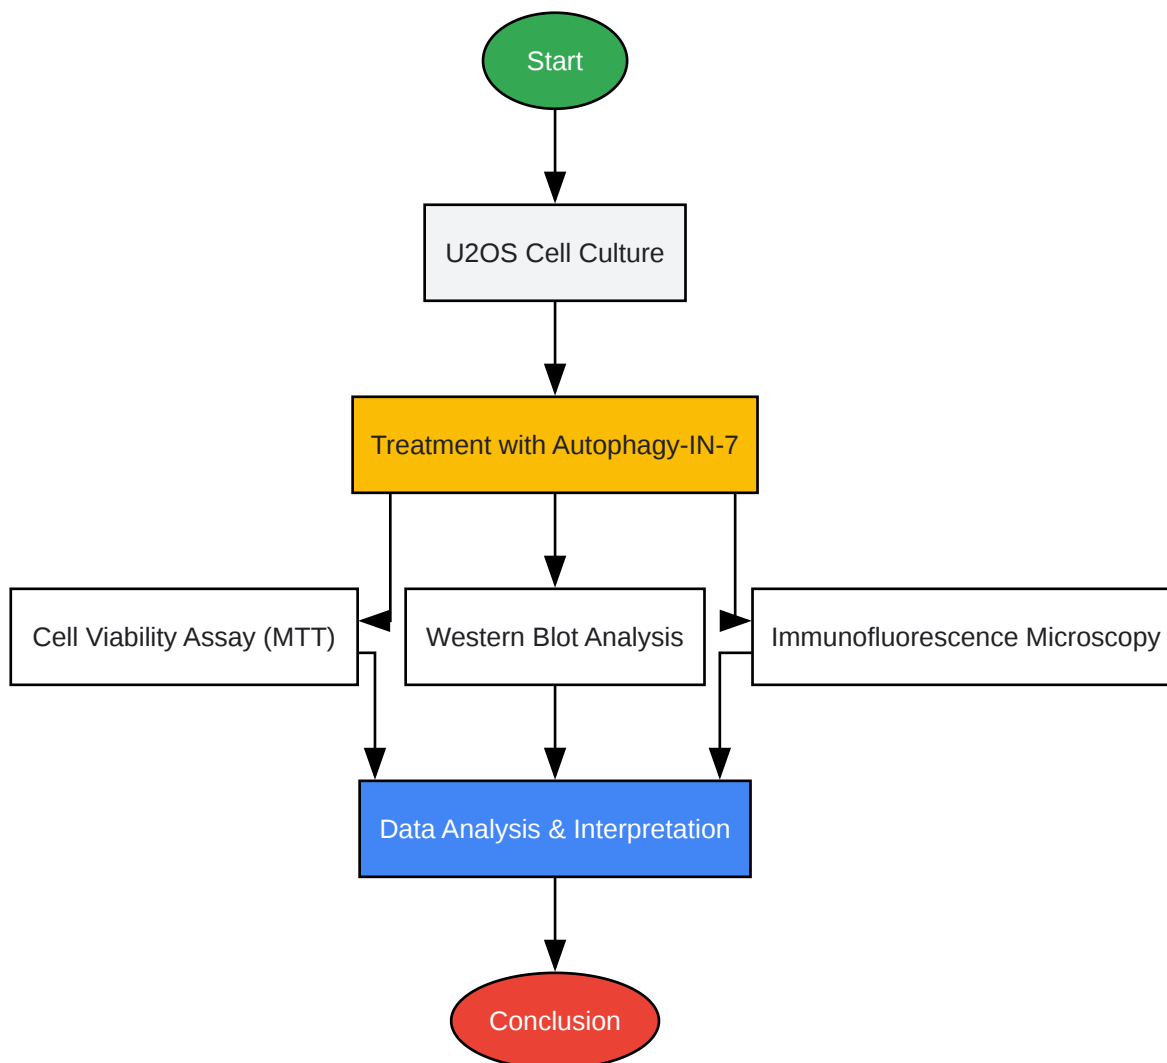 Start
U2OS Cell Culture
Treatment with Autophagy-IN-7
Cell Viability Assay (MTT)
Western Blot Analysis
Immunofluorescence Microscopy
Data Analysis & Interpretation
Conclusion